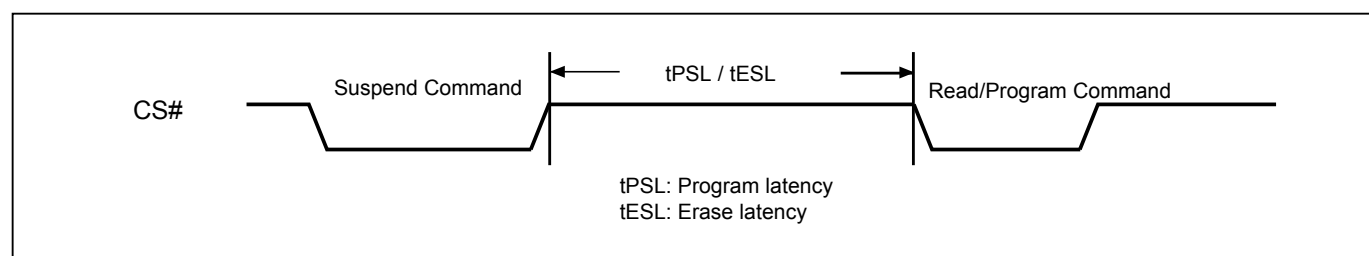 tPSL / tESL
Suspend Command
Read/Program Command
CS#
tPSL: Program latency
tESL: Erase latency